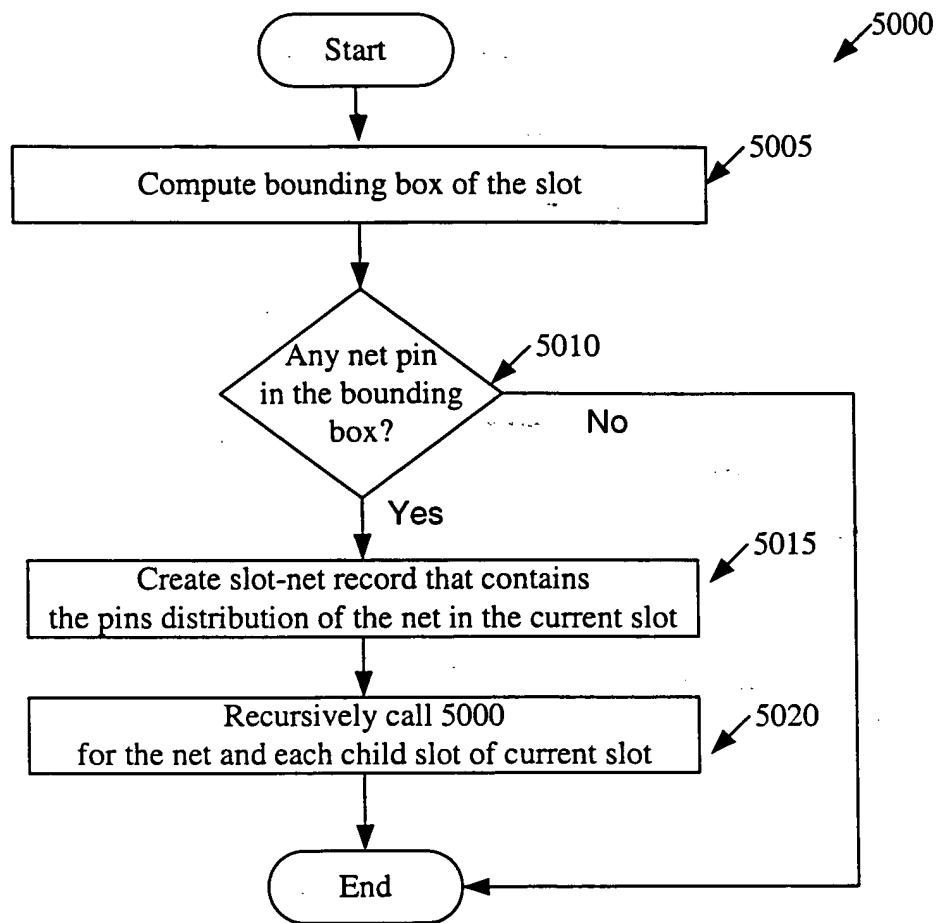 5000
Start
5005
Compute bounding box of the slot
5010
Any net pin
in the bounding
box?
No
Yes
5015
Create slot-net record that contains
the pins distribution of the net in the current slot
5020
Recursively call 5000
for the net and each child slot of current slot
End